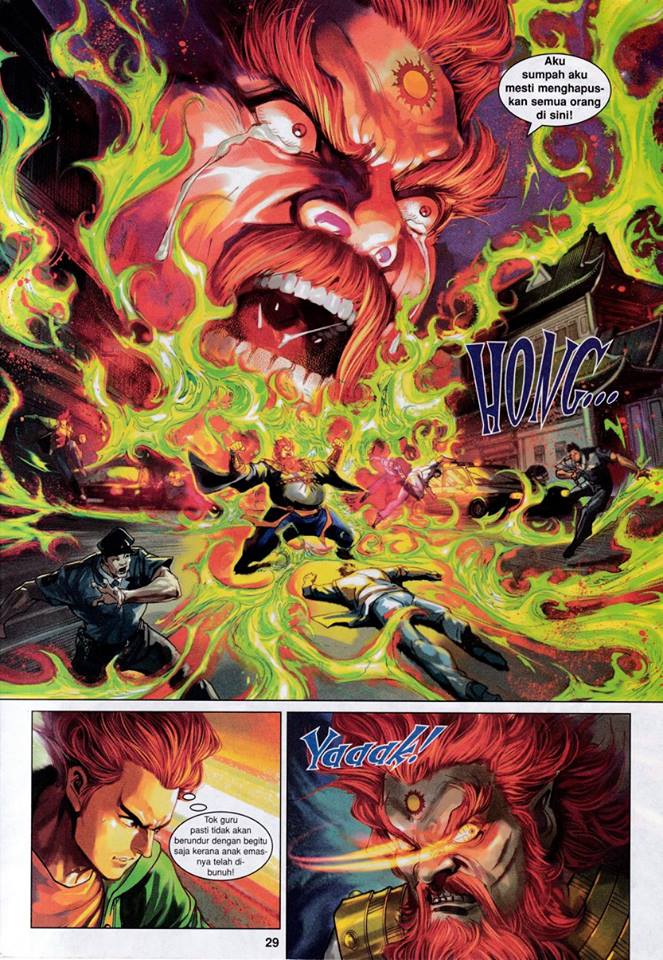 Aku
sumpah aku
mesti menghapus-
kan semua orang
di sini!
HONG...
Tok guru
pasti tidak akan
berundur dengan begitu
saja kerana anak emas-
nya telah di-
bunuh!
Yaaak!!
29